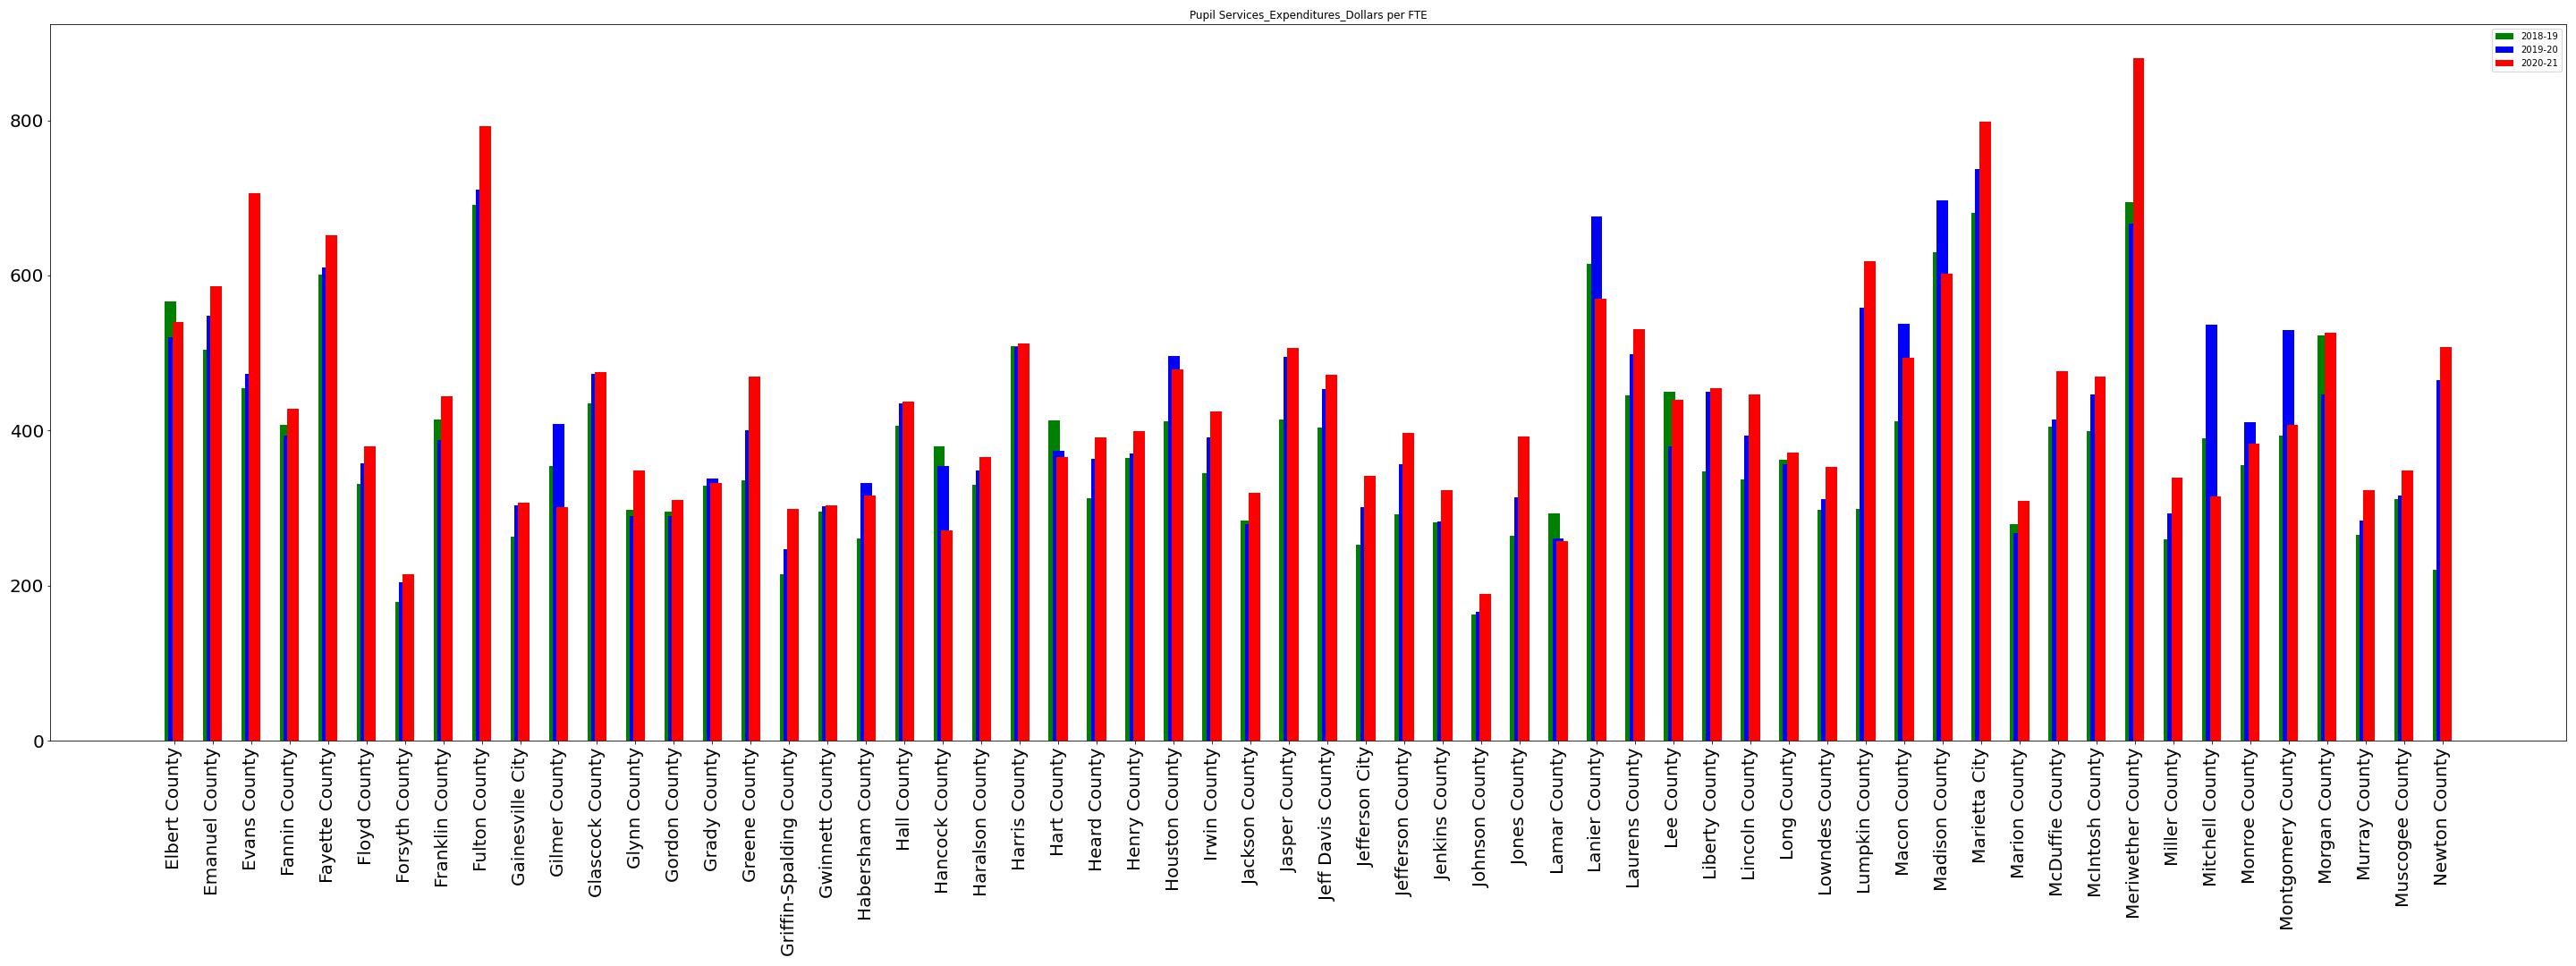 Pupil Services_Expenditures_Dollars per FTE
2018-19
2019-20
2020-21
800
600
400
200
0
Elbert County
Emanuel County
Evans County
Fannin County
Fayette County
Floyd County
Forsyth County
Franklin County
Fulton County
Gainesville City
Gilmer County
Glascock County
Glynn County
Gordon County
Grady County
Greene County
Griffin-Spalding County
Gwinnett County
Habersham County
Hall County
Hancock County
Haralson County
Harris County
Hart County
Heard County
Henry County
Houston County
Irwin County
Jackson County
Jasper County
Jeff Davis County
Jefferson City
Jefferson County
Jenkins County
Johnson County
Jones County
Lamar County
Lanier County
Laurens County
Lee County
Liberty County
Lincoln County
Long County
Lowndes County
Lumpkin County
Macon County
Madison County
Marietta City
Marion County
McDuffie County
McIntosh County
Meriwether County
Miller County
Mitchell County
Monroe County
Montgomery County
Morgan County
Murray County
Muscogee County
Newton County